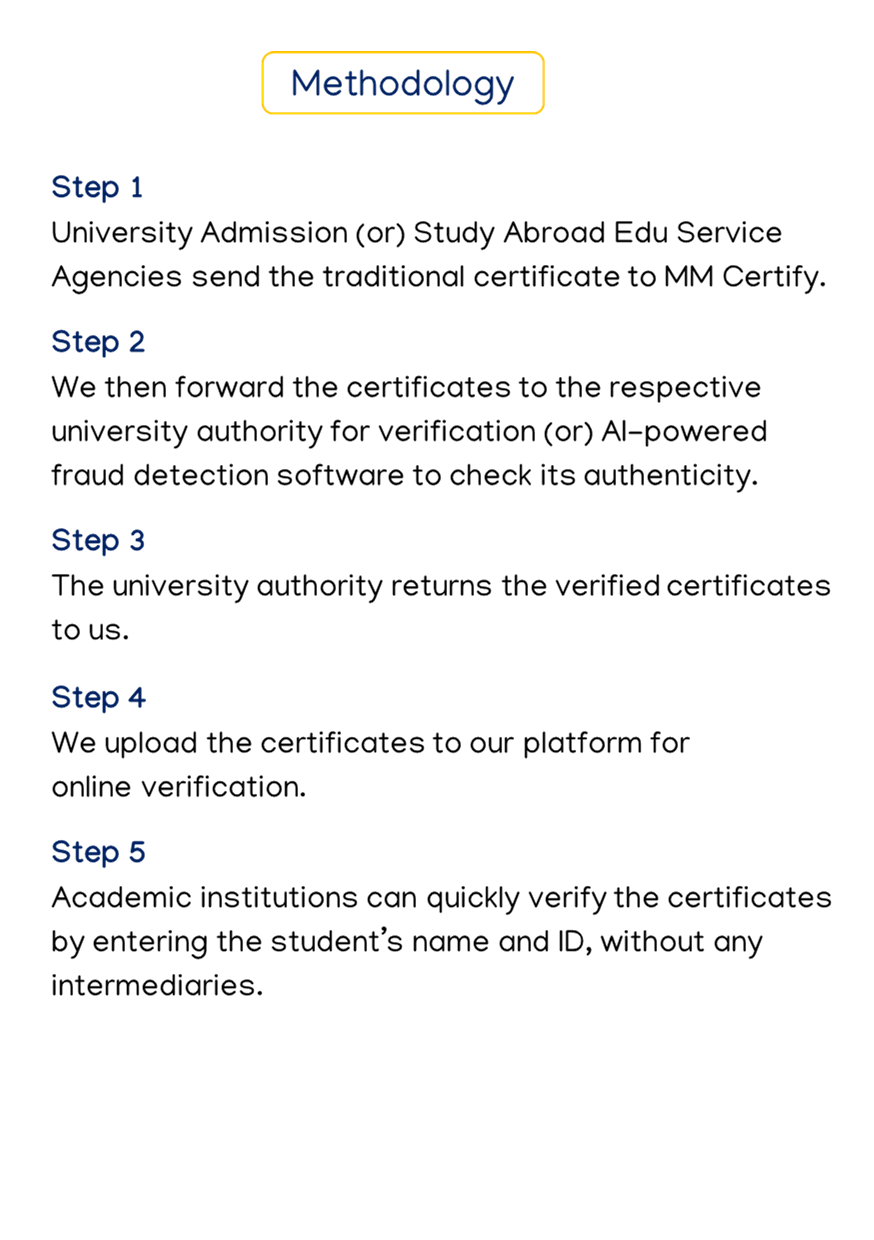 Methodology
Step 1
University Admission (or) Study Abroad Edu Service
Agencies send the traditional certificate to MM Certify.
Step 2
We then forward the certificates to the respective
university authority for verification (or) AI-powered
fraud detection software to check its authenticity.
Step 3
The university authority returns the verified certificates
to us.
Step 4
We upload the certificates to our platform for
online verification.
Step 5
Academic institutions can quickly verify the certificates
by entering the student’s name and ID, without any
intermediaries.